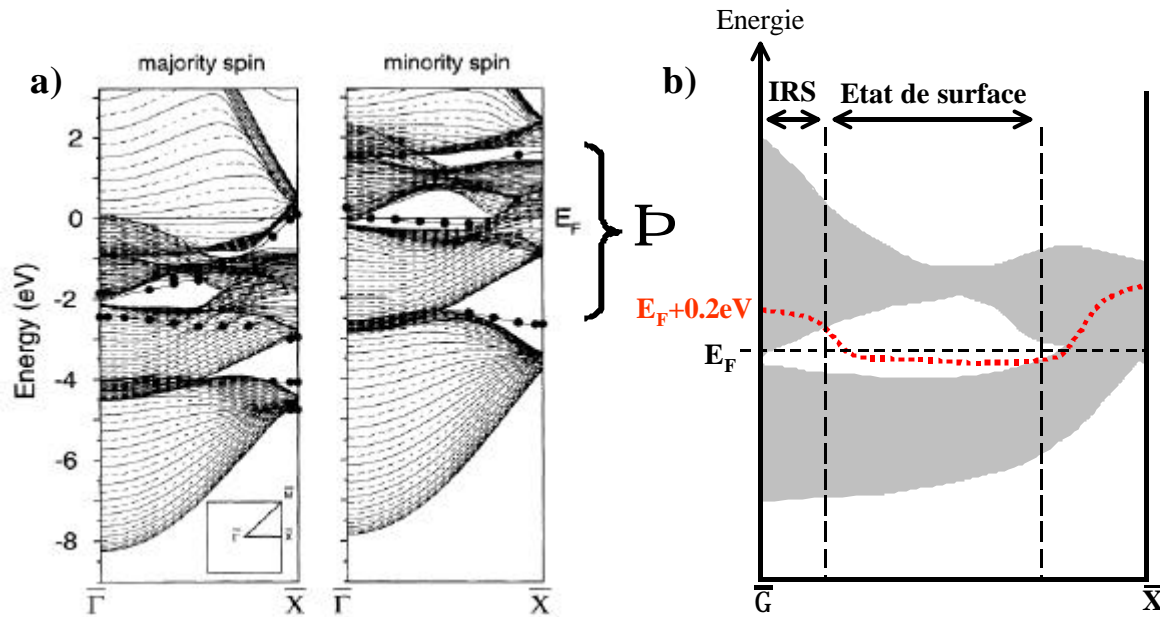 a)
majority spin
minority spin
Energy (eV)
2
0
-2
-4
-6
-8
Γ̅
X̅
Γ̅
X̅
E_F
Þ
b)
Energie
IRS
Etat de surface
E_F+0.2eV
E_F
G̅
X̅